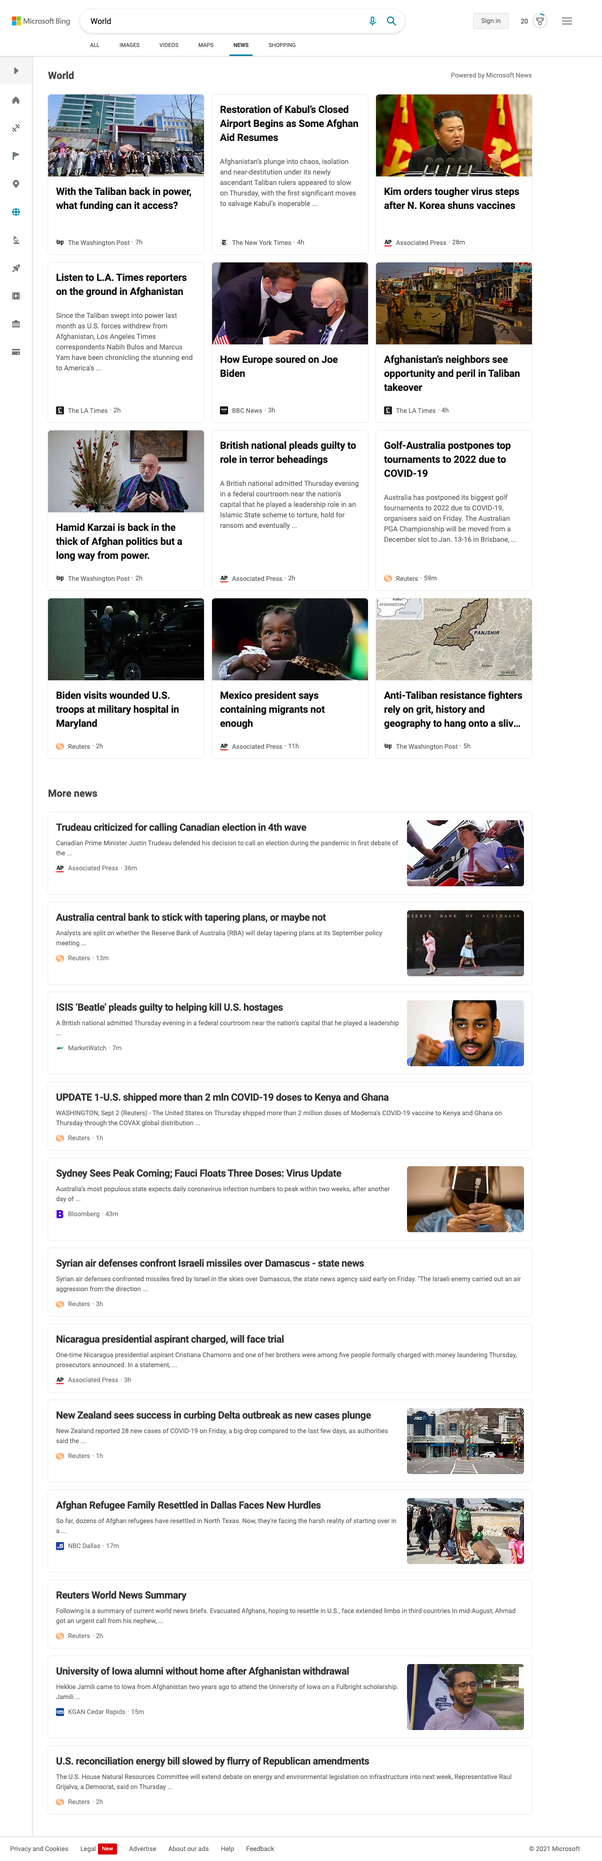 Microsoft Bing
World
Sign in
20
ALL IMAGES VIDEOS MAPS NEWS SHOPPING
World
Powered by Microsoft News
With the Taliban back in power,
what funding can it access?
The Washington Post · 7h
Restoration of Kabul's Closed
Airport Begins as Some Afghan
Aid Resumes
Afghanistan's plunge into chaos, isolation
and near-destitution under its newly
ascendant Taliban rulers appeared to slow
on Thursday, with the first significant moves
to salvage Kabul's inoperable ...
The New York Times · 4h
Kim orders tougher virus steps
after N. Korea shuns vaccines
AP Associated Press · 28m
Listen to L.A. Times reporters
on the ground in Afghanistan
Since the Taliban swept into power last
month as U.S. forces withdrew from
Afghanistan, Los Angeles Times
correspondents Nabih Bulos and Marcus
Yam have been chronicling the stunning end
to America's ...
The LA Times · 2h
How Europe soured on Joe
Biden
BBC News · 3h
Afghanistan's neighbors see
opportunity and peril in Taliban
takeover
The LA Times · 4h
Hamid Karzai is back in the
thick of Afghan politics but a
long way from power.
The Washington Post · 2h
British national pleads guilty to
role in terror beheadings
A British national admitted Thursday evening
in a federal courtroom near the nation's
capital that he played a leadership role in an
Islamic State scheme to torture, hold for
ransom and eventually ...
AP Associated Press · 2h
Golf-Australia postpones top
tournaments to 2022 due to
COVID-19
Australia has postponed its biggest golf
tournaments to 2022 due to COVID-19,
organisers said on Friday. The Australian
PGA Championship will be moved from a
December slot to Jan. 13-16 in Brisbane, ...
Reuters · 59m
Biden visits wounded U.S.
troops at military hospital in
Maryland
Reuters · 2h
Mexico president says
containing migrants not
enough
AP Associated Press · 11h
AFGHANISTAN
PANJSHIR
Anti-Taliban resistance fighters
rely on grit, history and
geography to hang onto a sliv...
The Washington Post · 5h
More news
Trudeau criticized for calling Canadian election in 4th wave
Canadian Prime Minister Justin Trudeau defended his decision to call an election during the pandemic in first debate of
the ...
AP Associated Press · 36m
Australia central bank to stick with tapering plans, or maybe not
Analysts are split on whether the Reserve Bank of Australia (RBA) will delay tapering plans at its September policy
meeting ...
Reuters · 13m
RESERVE BANK OF AUSTRALIA
ISIS 'Beatle' pleads guilty to helping kill U.S. hostages
A British national admitted Thursday evening in a federal courtroom near the nation's capital that he played a leadership
...
MarketWatch · 7m
UPDATE 1-U.S. shipped more than 2 mln COVID-19 doses to Kenya and Ghana
WASHINGTON, Sept 2 (Reuters) - The United States on Thursday shipped more than 2 million doses of Moderna's COVID-19 vaccine to Kenya and Ghana on
Thursday through the COVAX global distribution ...
Reuters · 1h
Sydney Sees Peak Coming; Fauci Floats Three Doses: Virus Update
Australia's most populous state expects daily coronavirus infection numbers to peak within two weeks, after another
day of ...
B Bloomberg · 43m
Syrian air defenses confront Israeli missiles over Damascus - state news
Syrian air defenses confronted missiles fired by Israel in the skies over Damascus, the state news agency said early on Friday. "The Israeli enemy carried out an air
aggression from the direction ...
Reuters · 3h
Nicaragua presidential aspirant charged, will face trial
One-time Nicaragua presidential aspirant Cristiana Chamorro and one of her brothers were among five people formally charged with money laundering Thursday,
prosecutors announced. In a statement, ...
AP Associated Press · 3h
New Zealand sees success in curbing Delta outbreak as new cases plunge
New Zealand reported 28 new cases of COVID-19 on Friday, a big drop compared to the last few days, as authorities
said the ...
Reuters · 1h
Afghan Refugee Family Resettled in Dallas Faces New Hurdles
So far, dozens of Afghan refugees have resettled in North Texas. Now, they're facing the harsh reality of starting over in
a ...
NBC Dallas · 17m
Reuters World News Summary
Following is a summary of current world news briefs. Evacuated Afghans, hoping to resettle in U.S., face extended limbo in third countries In mid-August, Ahmad
got an urgent call from his nephew, ...
Reuters · 2h
University of Iowa alumni without home after Afghanistan withdrawal
Hekkie Jamili came to Iowa from Afghanistan two years ago to attend the University of Iowa on a Fulbright scholarship.
Jamili ...
KGAN Cedar Rapids · 15m
U.S. reconciliation energy bill slowed by flurry of Republican amendments
The U.S. House Natural Resources Committee will extend debate on energy and environmental legislation on infrastructure into next week, Representative Raul
Grijalva, a Democrat, said on Thursday ...
Reuters · 2h
Privacy and Cookies Legal New Advertise About our ads Help Feedback © 2021 Microsoft